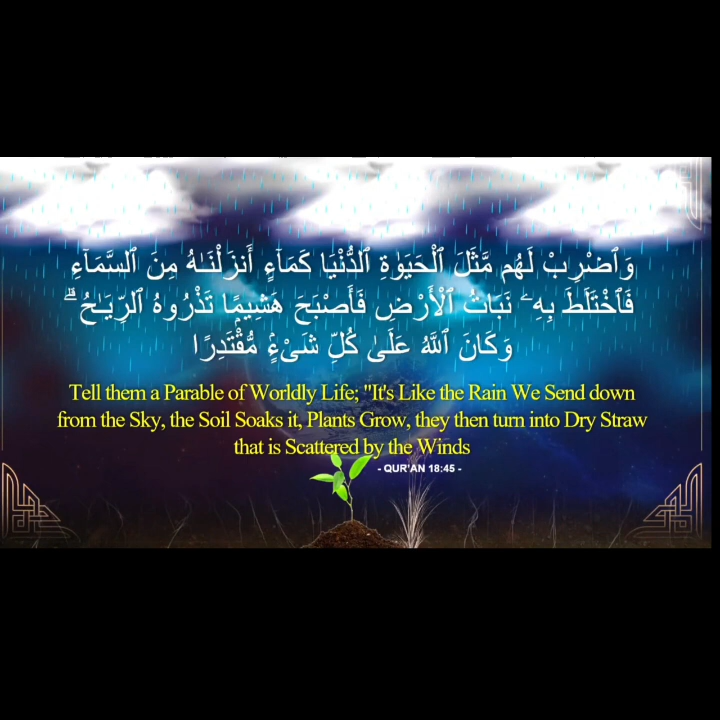 وَٱضْرِبْ لَهُم مَّثَلَ ٱلْحَيَوٰةِ ٱلدُّنْيَا كَمَآءٍ أَنزَلْنَـٰهُ مِنَ ٱلسَّمَآءِ
فَٱخْتَلَطَ بِهِۦ نَبَاتُ ٱلْأَرْضِ فَأَصْبَحَ هَشِيمًا تَذْرُوهُ ٱلرِّيَـٰحُ ۗ
وَكَانَ ٱللَّهُ عَلَىٰ كُلِّ شَىْءٍ مُّقْتَدِرًا
Tell them a Parable of Worldly Life; "It's Like the Rain We Send down
from the Sky, the Soil Soaks it, Plants Grow, they then turn into Dry Straw
that is Scattered by the Winds
- QUR'AN 18:45 -